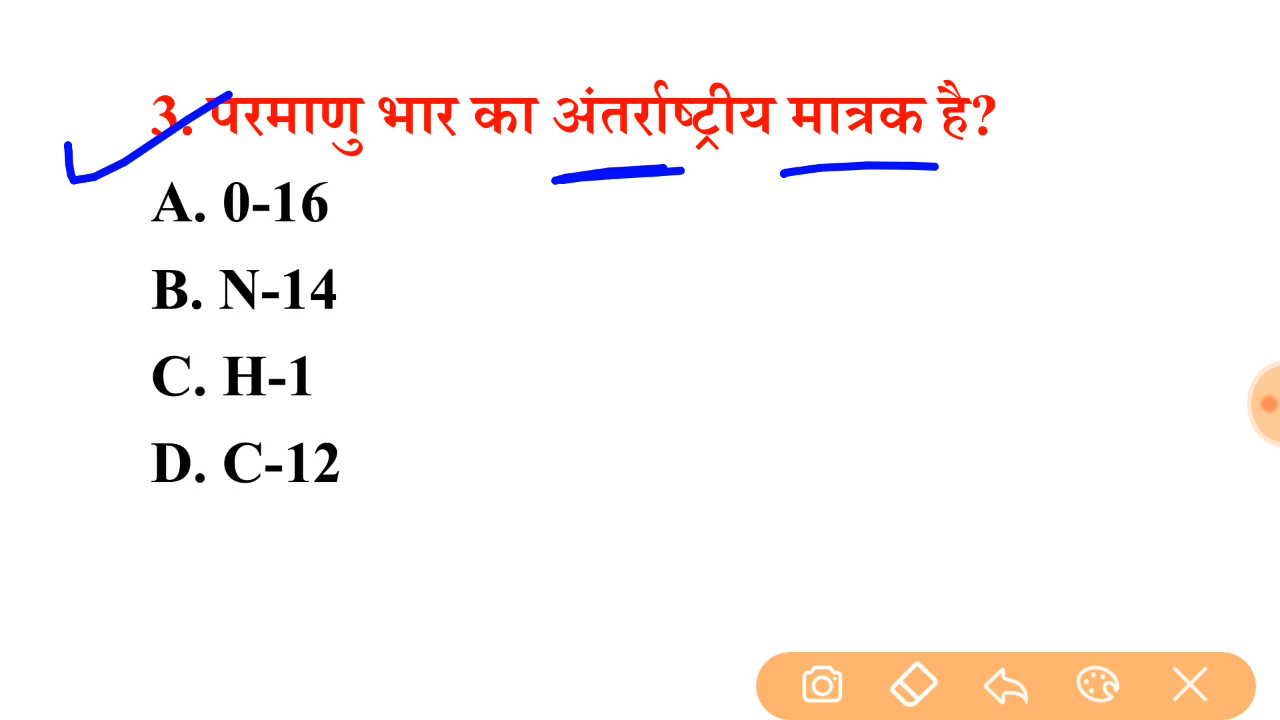 3. परमाणु भार का अंतर्राष्ट्रीय मात्रक है?
A. 0-16
B. N-14
C. H-1
D. C-12